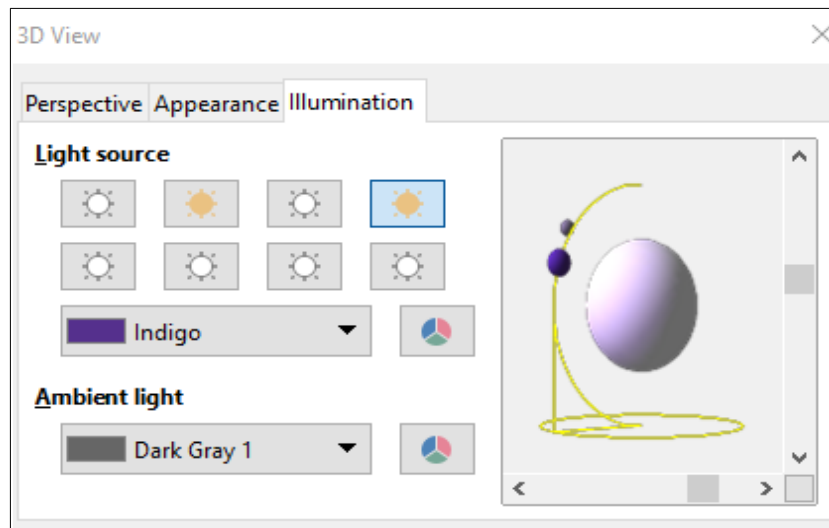 3D View
Perspective Appearance Illumination
Light source
Indigo
Ambient light
Dark Gray 1